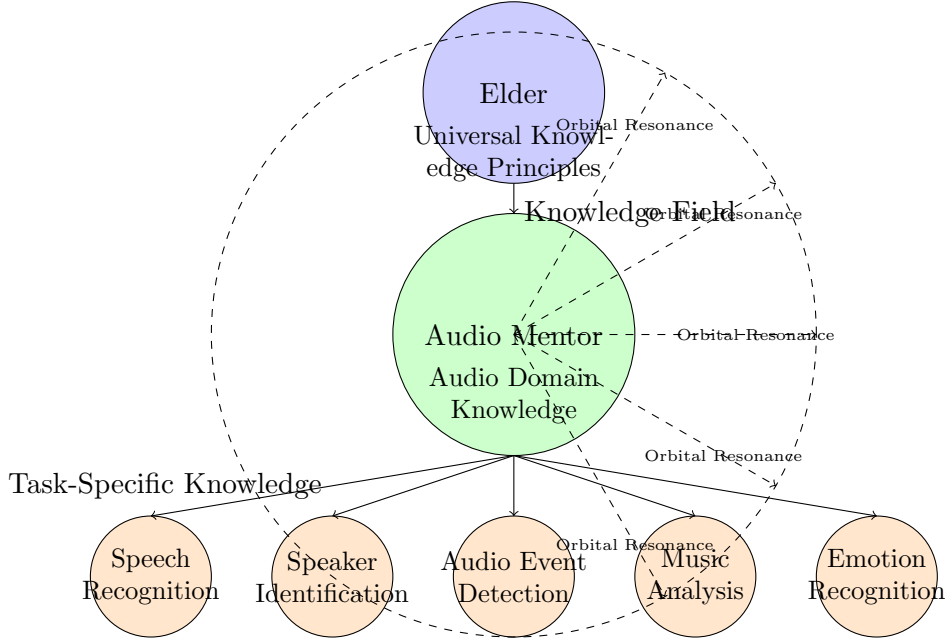 Elder
Orbital Resonance
Universal Knowl-
edge Principles
Knowledge Field
Orbital Resonance
Audio Mentor
Orbital Resonance
Audio Domain
Knowledge
Orbital Resonance
Task-Specific Knowledge
Orbital Resonance
Speech
Recognition
Speaker
Identification
Audio Event
Detection
Music
Analysis
Emotion
Recognition